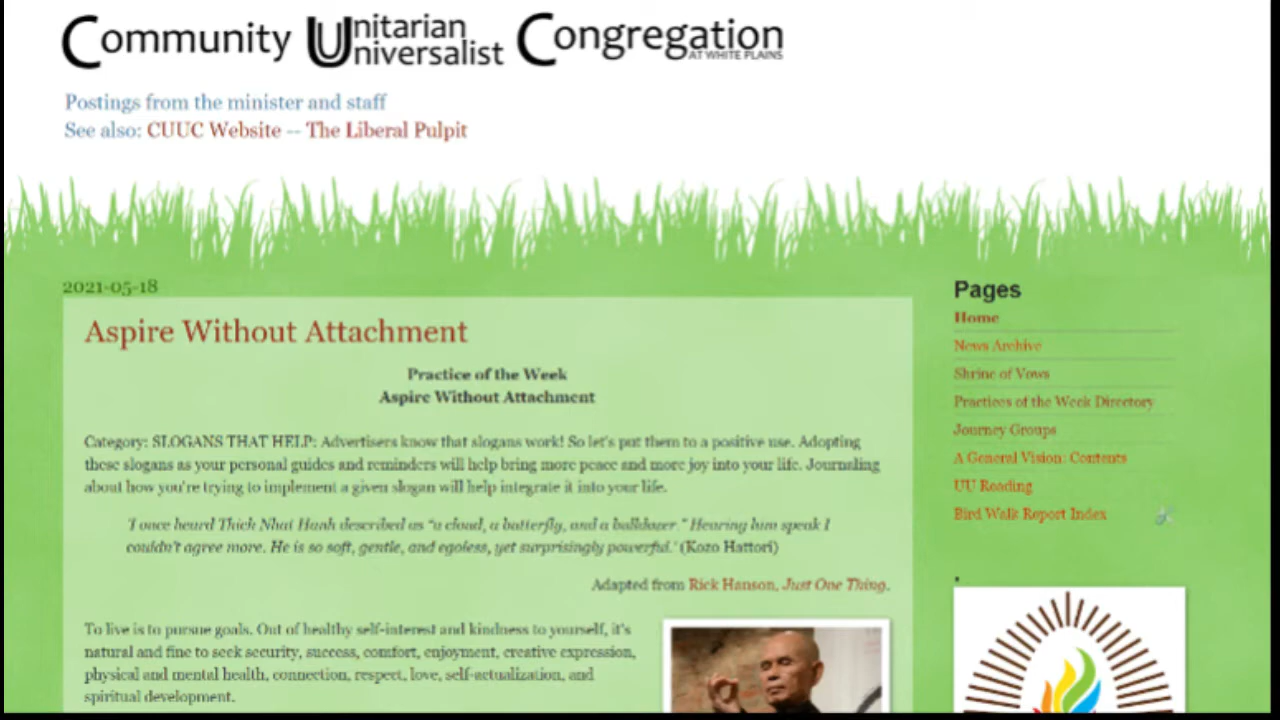 Community Unitarian Universalist Congregation AT WHITE PLAINS
Postings from the minister and staff
See also: CUUC Website -- The Liberal Pulpit
2021-05-18
Aspire Without Attachment
Practice of the Week
Aspire Without Attachment
Category: SLOGANS THAT HELP: Advertisers know that slogans work! So let's put them to a positive use. Adopting
these slogans as your personal guides and reminders will help bring more peace and more joy into your life. Journaling
about how you're trying to implement a given slogan will help integrate it into your life.
'I once heard Thich Nhat Hanh described as "a cloud, a butterfly, and a bulldozer." Hearing him speak I
couldn't agree more. He is so soft, gentle, and egoless, yet surprisingly powerful.' (Kozo Hattori)
Adapted from Rick Hanson, Just One Thing.
To live is to pursue goals. Out of healthy self-interest and kindness to yourself, it's
natural and fine to seek security, success, comfort, enjoyment, creative expression,
physical and mental health, connection, respect, love, self-actualization, and
spiritual development.
Pages
Home
News Archive
Shrine of Vows
Practices of the Week Directory
Journey Groups
A General Vision: Contents
UU Reading
Bird Walk Report Index
.